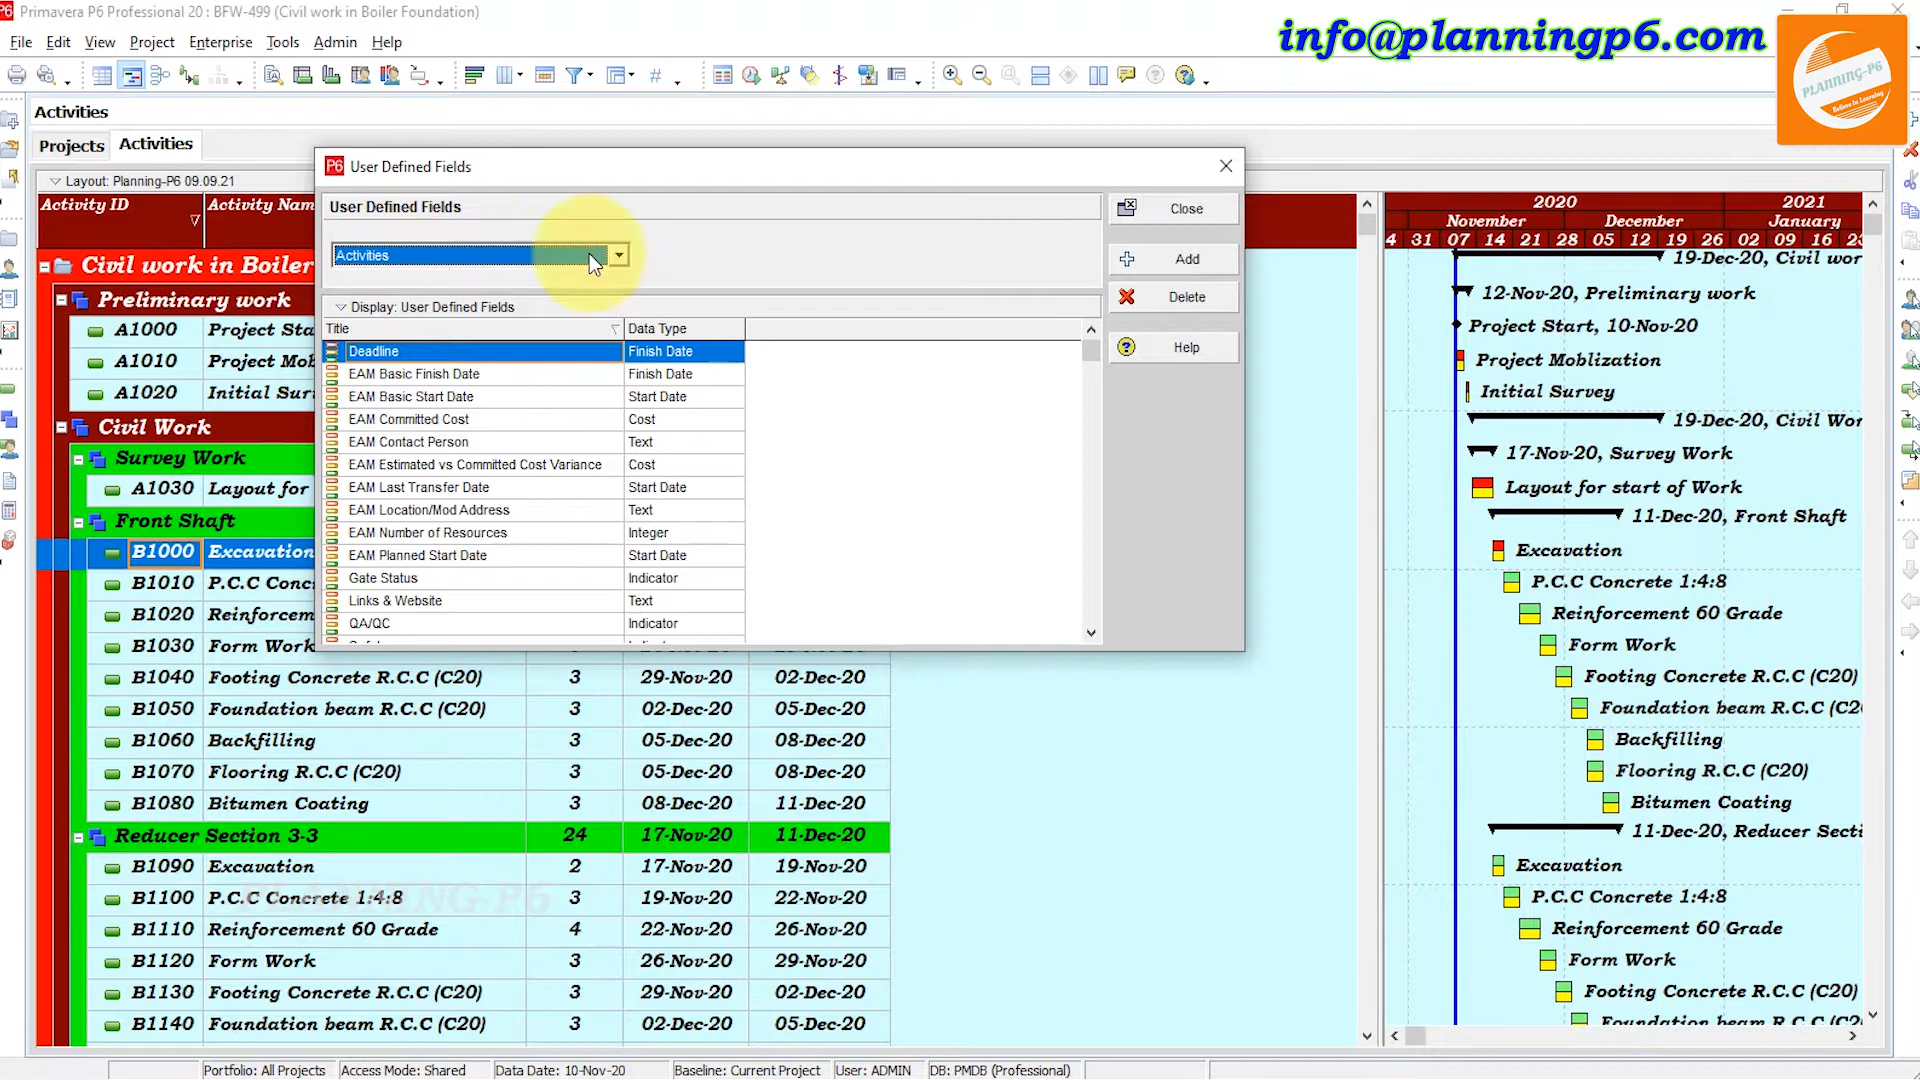 Primavera P6 Professional 20 : BFW-499 (Civil work in Boiler Foundation)
info@planningp6.com
PLANNING-P6
Believe In Learning
File Edit View Project Enterprise Tools Admin Help
Activities
Projects Activities
Layout: Planning-P6 09.09.21
Activity ID Activity Nam
Civil work in Boiler
Preliminary work
A1000 Project Sta
A1010 Project Mob
A1020 Initial Sur
Civil Work
Survey Work
A1030 Layout for
Front Shaft
B1000 Excavation
B1010 P.C.C Conc
B1020 Reinforcem
B1030 Form Work
B1040 Footing Concrete R.C.C (C20) 3 29-Nov-20 02-Dec-20
B1050 Foundation beam R.C.C (C20) 3 02-Dec-20 05-Dec-20
B1060 Backfilling 3 05-Dec-20 08-Dec-20
B1070 Flooring R.C.C (C20) 3 05-Dec-20 08-Dec-20
B1080 Bitumen Coating 3 08-Dec-20 11-Dec-20
Reducer Section 3-3 24 17-Nov-20 11-Dec-20
B1090 Excavation 2 17-Nov-20 19-Nov-20
B1100 P.C.C Concrete 1:4:8 3 19-Nov-20 22-Nov-20
B1110 Reinforcement 60 Grade 4 22-Nov-20 26-Nov-20
B1120 Form Work 3 26-Nov-20 29-Nov-20
B1130 Footing Concrete R.C.C (C20) 3 29-Nov-20 02-Dec-20
B1140 Foundation beam R.C.C (C20) 3 02-Dec-20 05-Dec-20
PLANNING-P6
P6 User Defined Fields
User Defined Fields
Activities
Display: User Defined Fields
Title Data Type
Deadline Finish Date
EAM Basic Finish Date Finish Date
EAM Basic Start Date Start Date
EAM Committed Cost Cost
EAM Contact Person Text
EAM Estimated vs Committed Cost Variance Cost
EAM Last Transfer Date Start Date
EAM Location/Mod Address Text
EAM Number of Resources Integer
EAM Planned Start Date Start Date
Gate Status Indicator
Links & Website Text
QA/QC Indicator
Close
Add
Delete
Help
2020 2021
November December January
4 31 07 14 21 28 05 12 19 26 02 09 16 23
19-Dec-20, Civil wor
12-Nov-20, Preliminary work
Project Start, 10-Nov-20
Project Moblization
Initial Survey
19-Dec-20, Civil Wor
17-Nov-20, Survey Work
Layout for start of Work
11-Dec-20, Front Shaft
Excavation
P.C.C Concrete 1:4:8
Reinforcement 60 Grade
Form Work
Footing Concrete R.C.C (C20)
Foundation beam R.C.C (C2
Backfilling
Flooring R.C.C (C20)
Bitumen Coating
11-Dec-20, Reducer Secti
Excavation
P.C.C Concrete 1:4:8
Reinforcement 60 Grade
Form Work
Footing Concrete R.C.C (C20)
Foundation beam R.C.C (C2
Portfolio: All Projects Access Mode: Shared Data Date: 10-Nov-20 Baseline: Current Project User: ADMIN DB: PMDB (Professional)